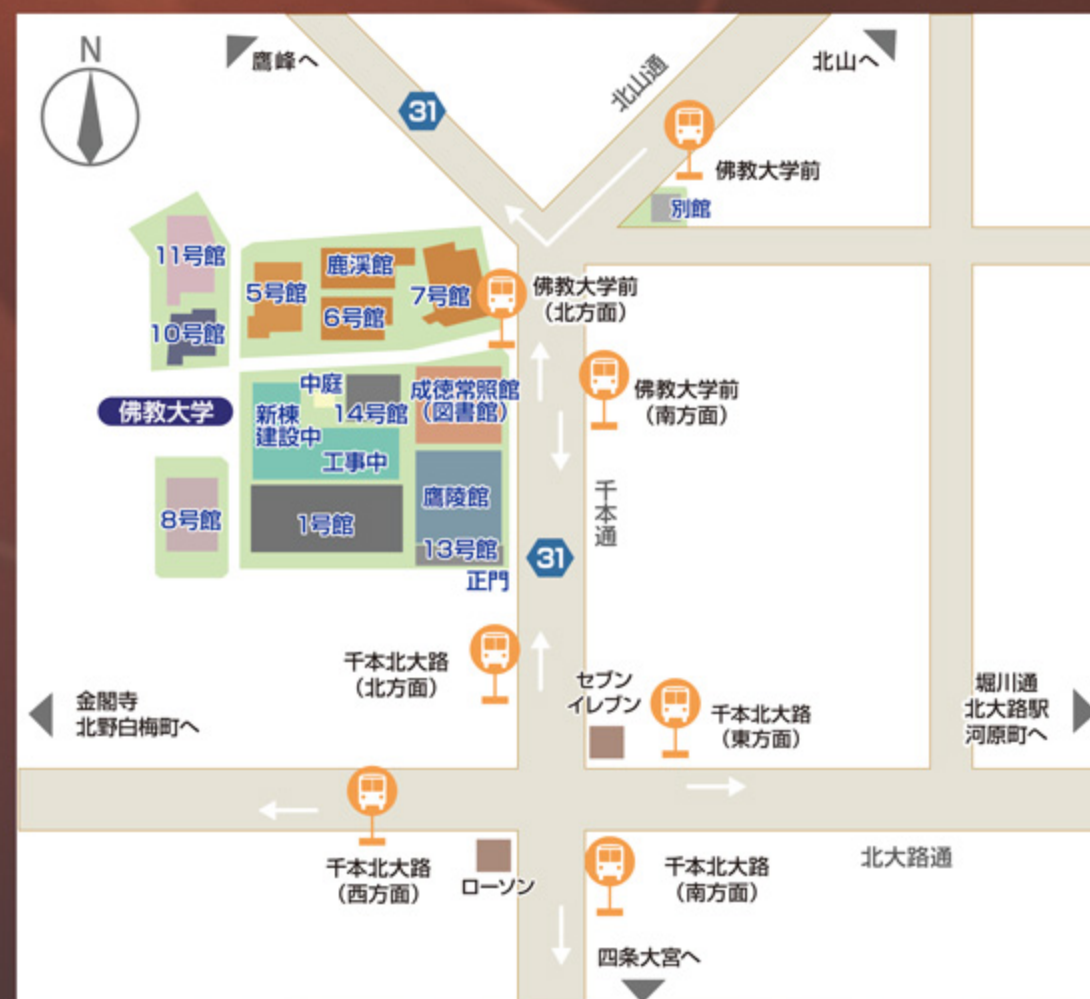 N
鷹峰へ
31
北山通
北山へ
佛教大学前
別館
11号館
10号館
5号館
鹿渓館
6号館
7号館
佛教大学前
(北方面)
佛教大学前
(南方面)
佛教大学
中庭
新棟
建設中
14号館
工事中
成徳常照館
(図書館)
鷹陵館
8号館
1号館
13号館
正門
31
千本通
千本北大路
(北方面)
金閣寺
北野白梅町へ
セブン
イレブン
千本北大路
(東方面)
堀川通
北大路駅
河原町へ
千本北大路
(西方面)
ローソン
千本北大路
(南方面)
北大路通
四条大宮へ